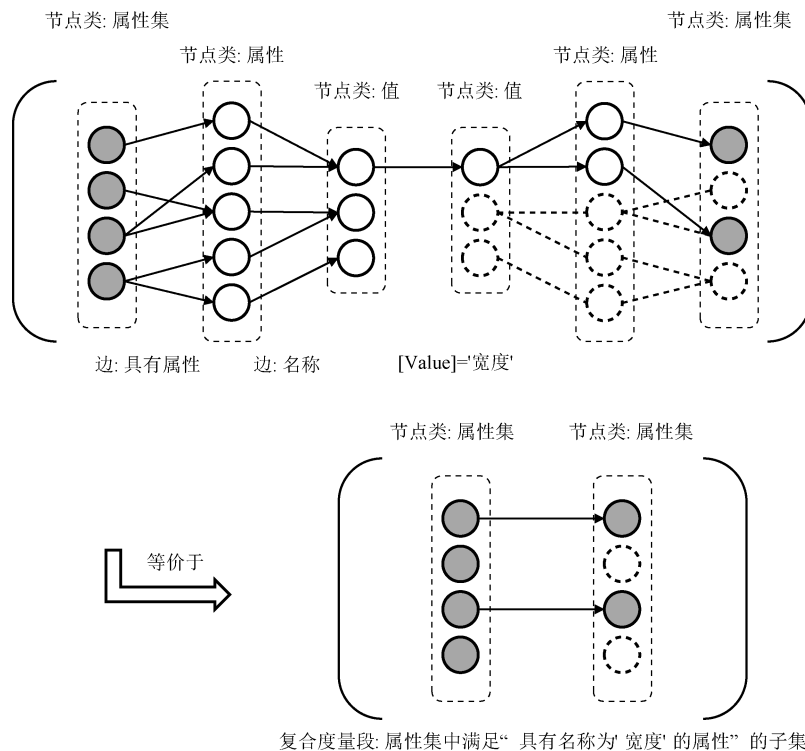 节点类: 属性集
节点类: 属性集
节点类: 属性
节点类: 属性
节点类: 值
节点类: 值
边: 具有属性
边: 名称
[Value]='宽度'
节点类: 属性集
节点类: 属性集
等价于
复合度量段: 属性集中满足“ 具有名称为' 宽度' 的属性” 的子集